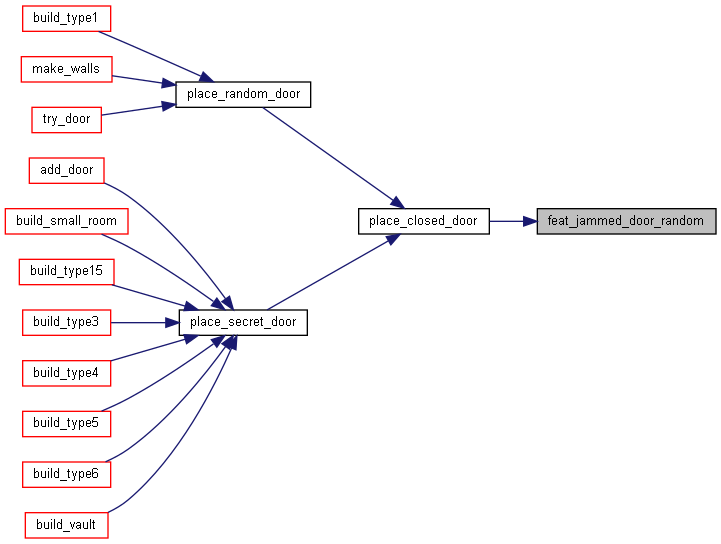 build_type1
make_walls
try_door
place_random_door
add_door
build_small_room
build_type15
build_type3
build_type4
build_type5
build_type6
build_vault
place_secret_door
place_closed_door
feat_jammed_door_random